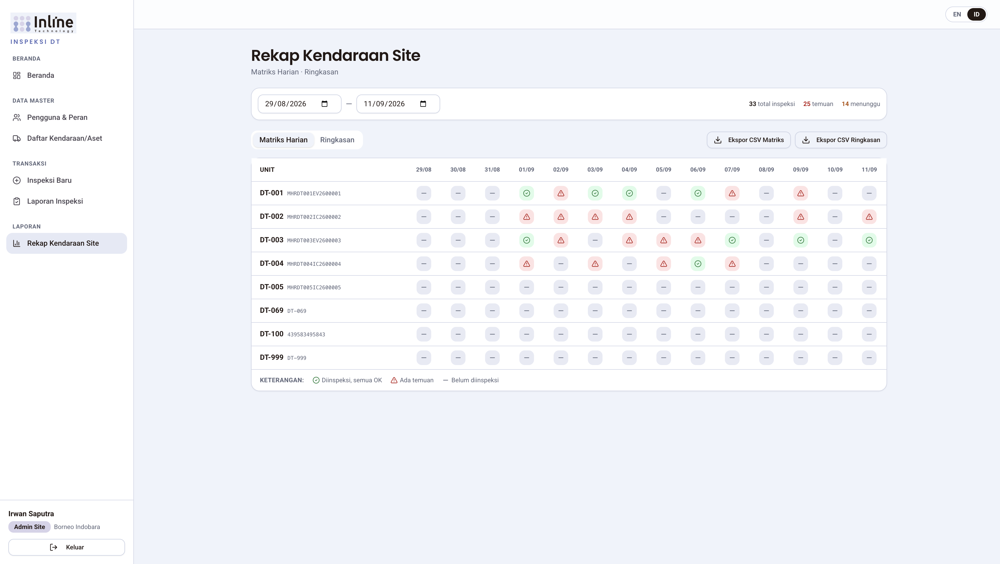 Inline
Technology
INSPEKSI DT
BERANDA
Beranda
DATA MASTER
Pengguna & Peran
Daftar Kendaraan/Aset
TRANSAKSI
Inspeksi Baru
Laporan Inspeksi
LAPORAN
Rekap Kendaraan Site
Irwan Saputra
Admin Site Borneo Indobara
Keluar
EN ID
Rekap Kendaraan Site
Matriks Harian · Ringkasan
29/08/2026 — 11/09/2026 33 total inspeksi 25 temuan 14 menunggu
Matriks Harian Ringkasan Ekspor CSV Matriks Ekspor CSV Ringkasan
UNIT 29/08 30/08 31/08 01/09 02/09 03/09 04/09 05/09 06/09 07/09 08/09 09/09 10/09 11/09
DT-001 MHRDT001EV2600001
DT-002 MHRDT002IC2600002
DT-003 MHRDT003EV2600003
DT-004 MHRDT004IC2600004
DT-005 MHRDT005IC2600005
DT-069 DT-069
DT-100 439583495843
DT-999 DT-999
KETERANGAN: Diinspeksi, semua OK Ada temuan — Belum diinspeksi